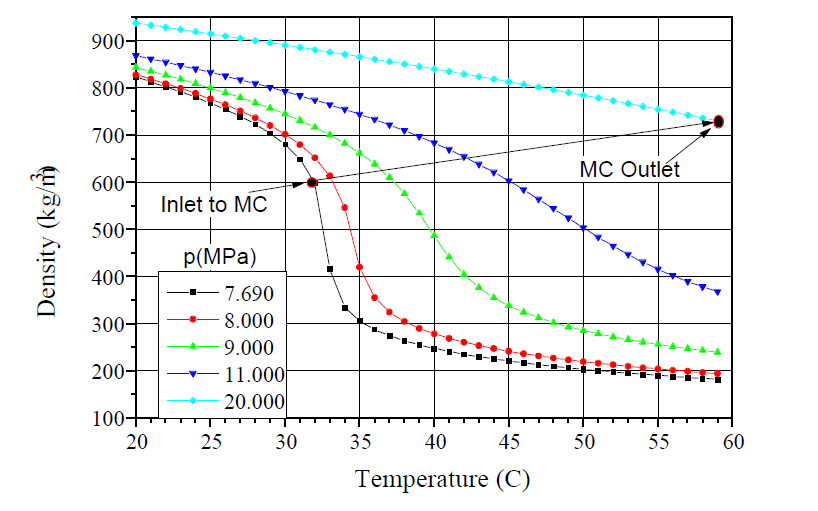 900
800
700
600
500
400
300
200
100
Density (kg/m3)
MC Outlet
Inlet to MC
p(MPa)
7.690
8.000
9.000
11.000
20.000
20 25 30 35 40 45 50 55 60
Temperature (C)